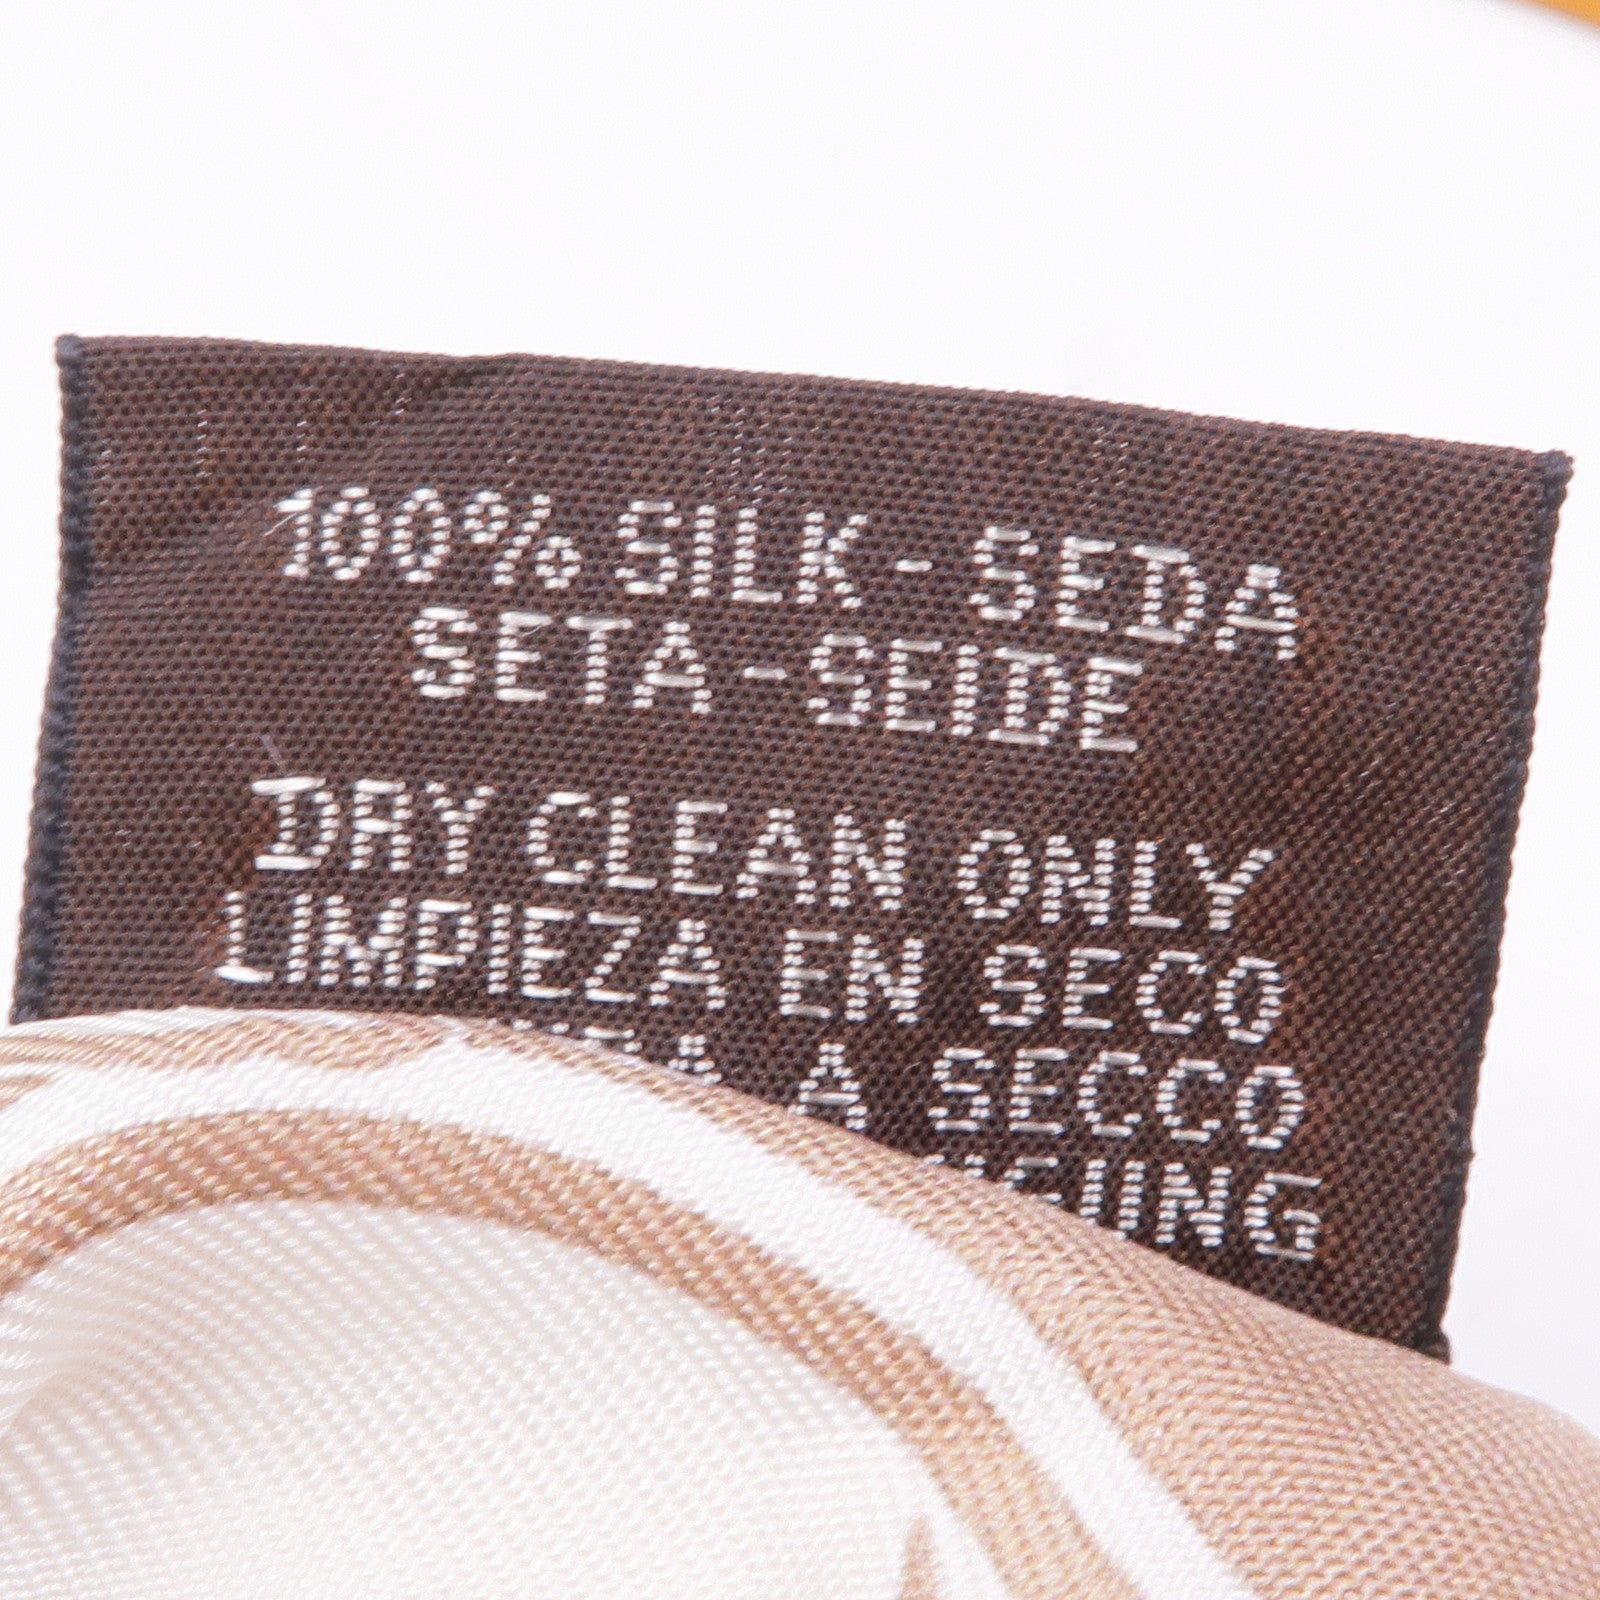 100% SILK - SEDA
SETA - SEIDE
DRY CLEAN ONLY
LIMPIEZA EN SECO
A SECCO